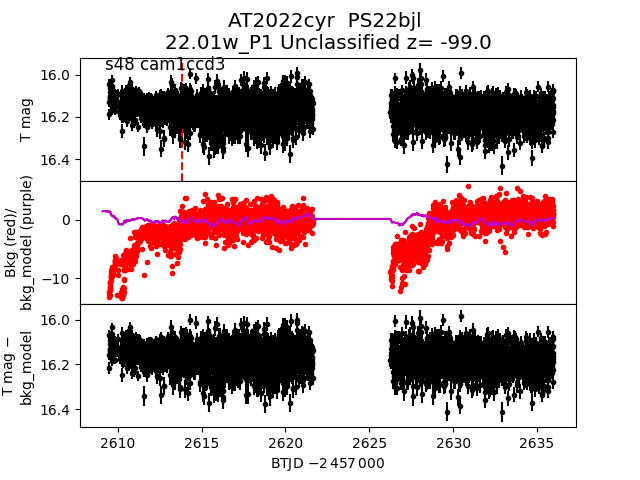 AT2022cyr  PS22bjl
22.01w_P1 Unclassified z= -99.0
s48 cam1ccd3
16.0
16.2
16.4
T mag
0
−10
Bkg (red)/
bkg_model (purple)
16.0
16.2
16.4
T mag −
bkg_model
2610
2615
2620
2625
2630
2635
BTJD −2 457 000